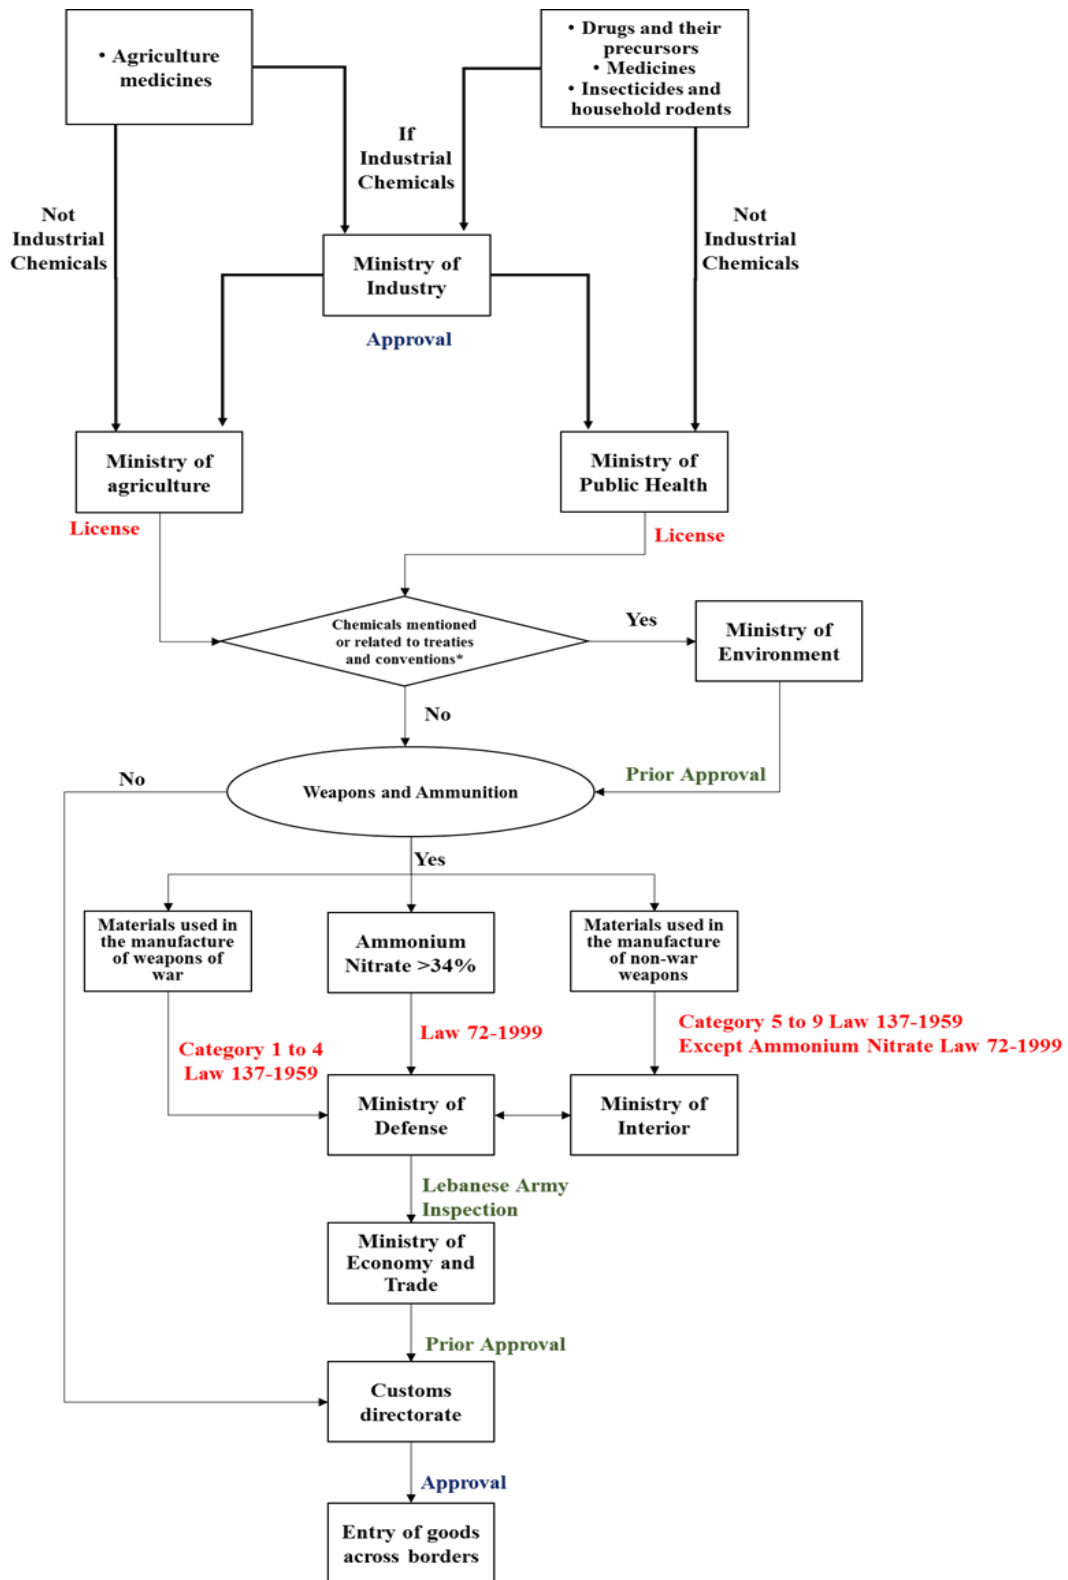 • Agriculture
medicines
• Drugs and their
precursors
• Medicines
• Insecticides and
household rodents
If
Industrial
Chemicals
Not
Industrial
Chemicals
Not
Industrial
Chemicals
Ministry of
Industry
Approval
Ministry of
agriculture
Ministry of
Public Health
License
License
Chemicals mentioned
or related to treaties
and conventions*
Yes
Ministry of
Environment
No
Prior Approval
No
Weapons and Ammunition
Yes
Materials used in
the manufacture
of weapons of
war
Ammonium
Nitrate >34%
Materials used in
the manufacture
of non-war
weapons
Category 1 to 4
Law 137-1959
Law 72-1999
Category 5 to 9 Law 137-1959
Except Ammonium Nitrate Law 72-1999
Ministry of
Defense
Ministry of
Interior
Lebanese Army
Inspection
Ministry of
Economy and
Trade
Prior Approval
Customs
directorate
Approval
Entry of goods
across borders